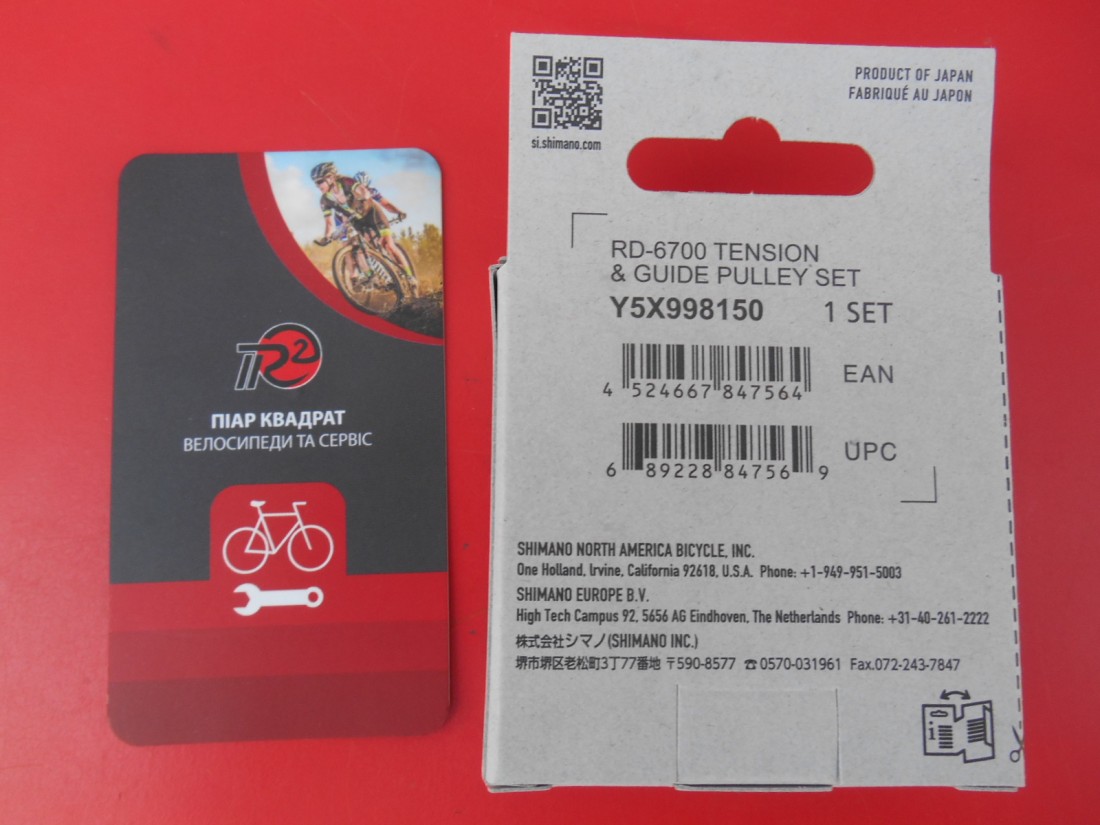 R2
ПІАР КВАДРАТ
ВЕЛОСИПЕДИ ТА СЕРВІС
si.shimano.com
PRODUCT OF JAPAN
FABRIQUÉ AU JAPON
RD-6700 TENSION
& GUIDE PULLEY SET
Y5X998150 1 SET
4 524667 847564 EAN
6 89228 84756 9 UPC
SHIMANO NORTH AMERICA BICYCLE, INC.
One Holland, Irvine, California 92618, U.S.A. Phone: +1-949-951-5003
SHIMANO EUROPE B.V.
High Tech Campus 92, 5656 AG Eindhoven, The Netherlands Phone: +31-40-261-2222
株式会社シマノ(SHIMANO INC.)
堺市堺区老松町3丁77番地 〒590-8577 ☎0570-031961 Fax.072-243-7847
i